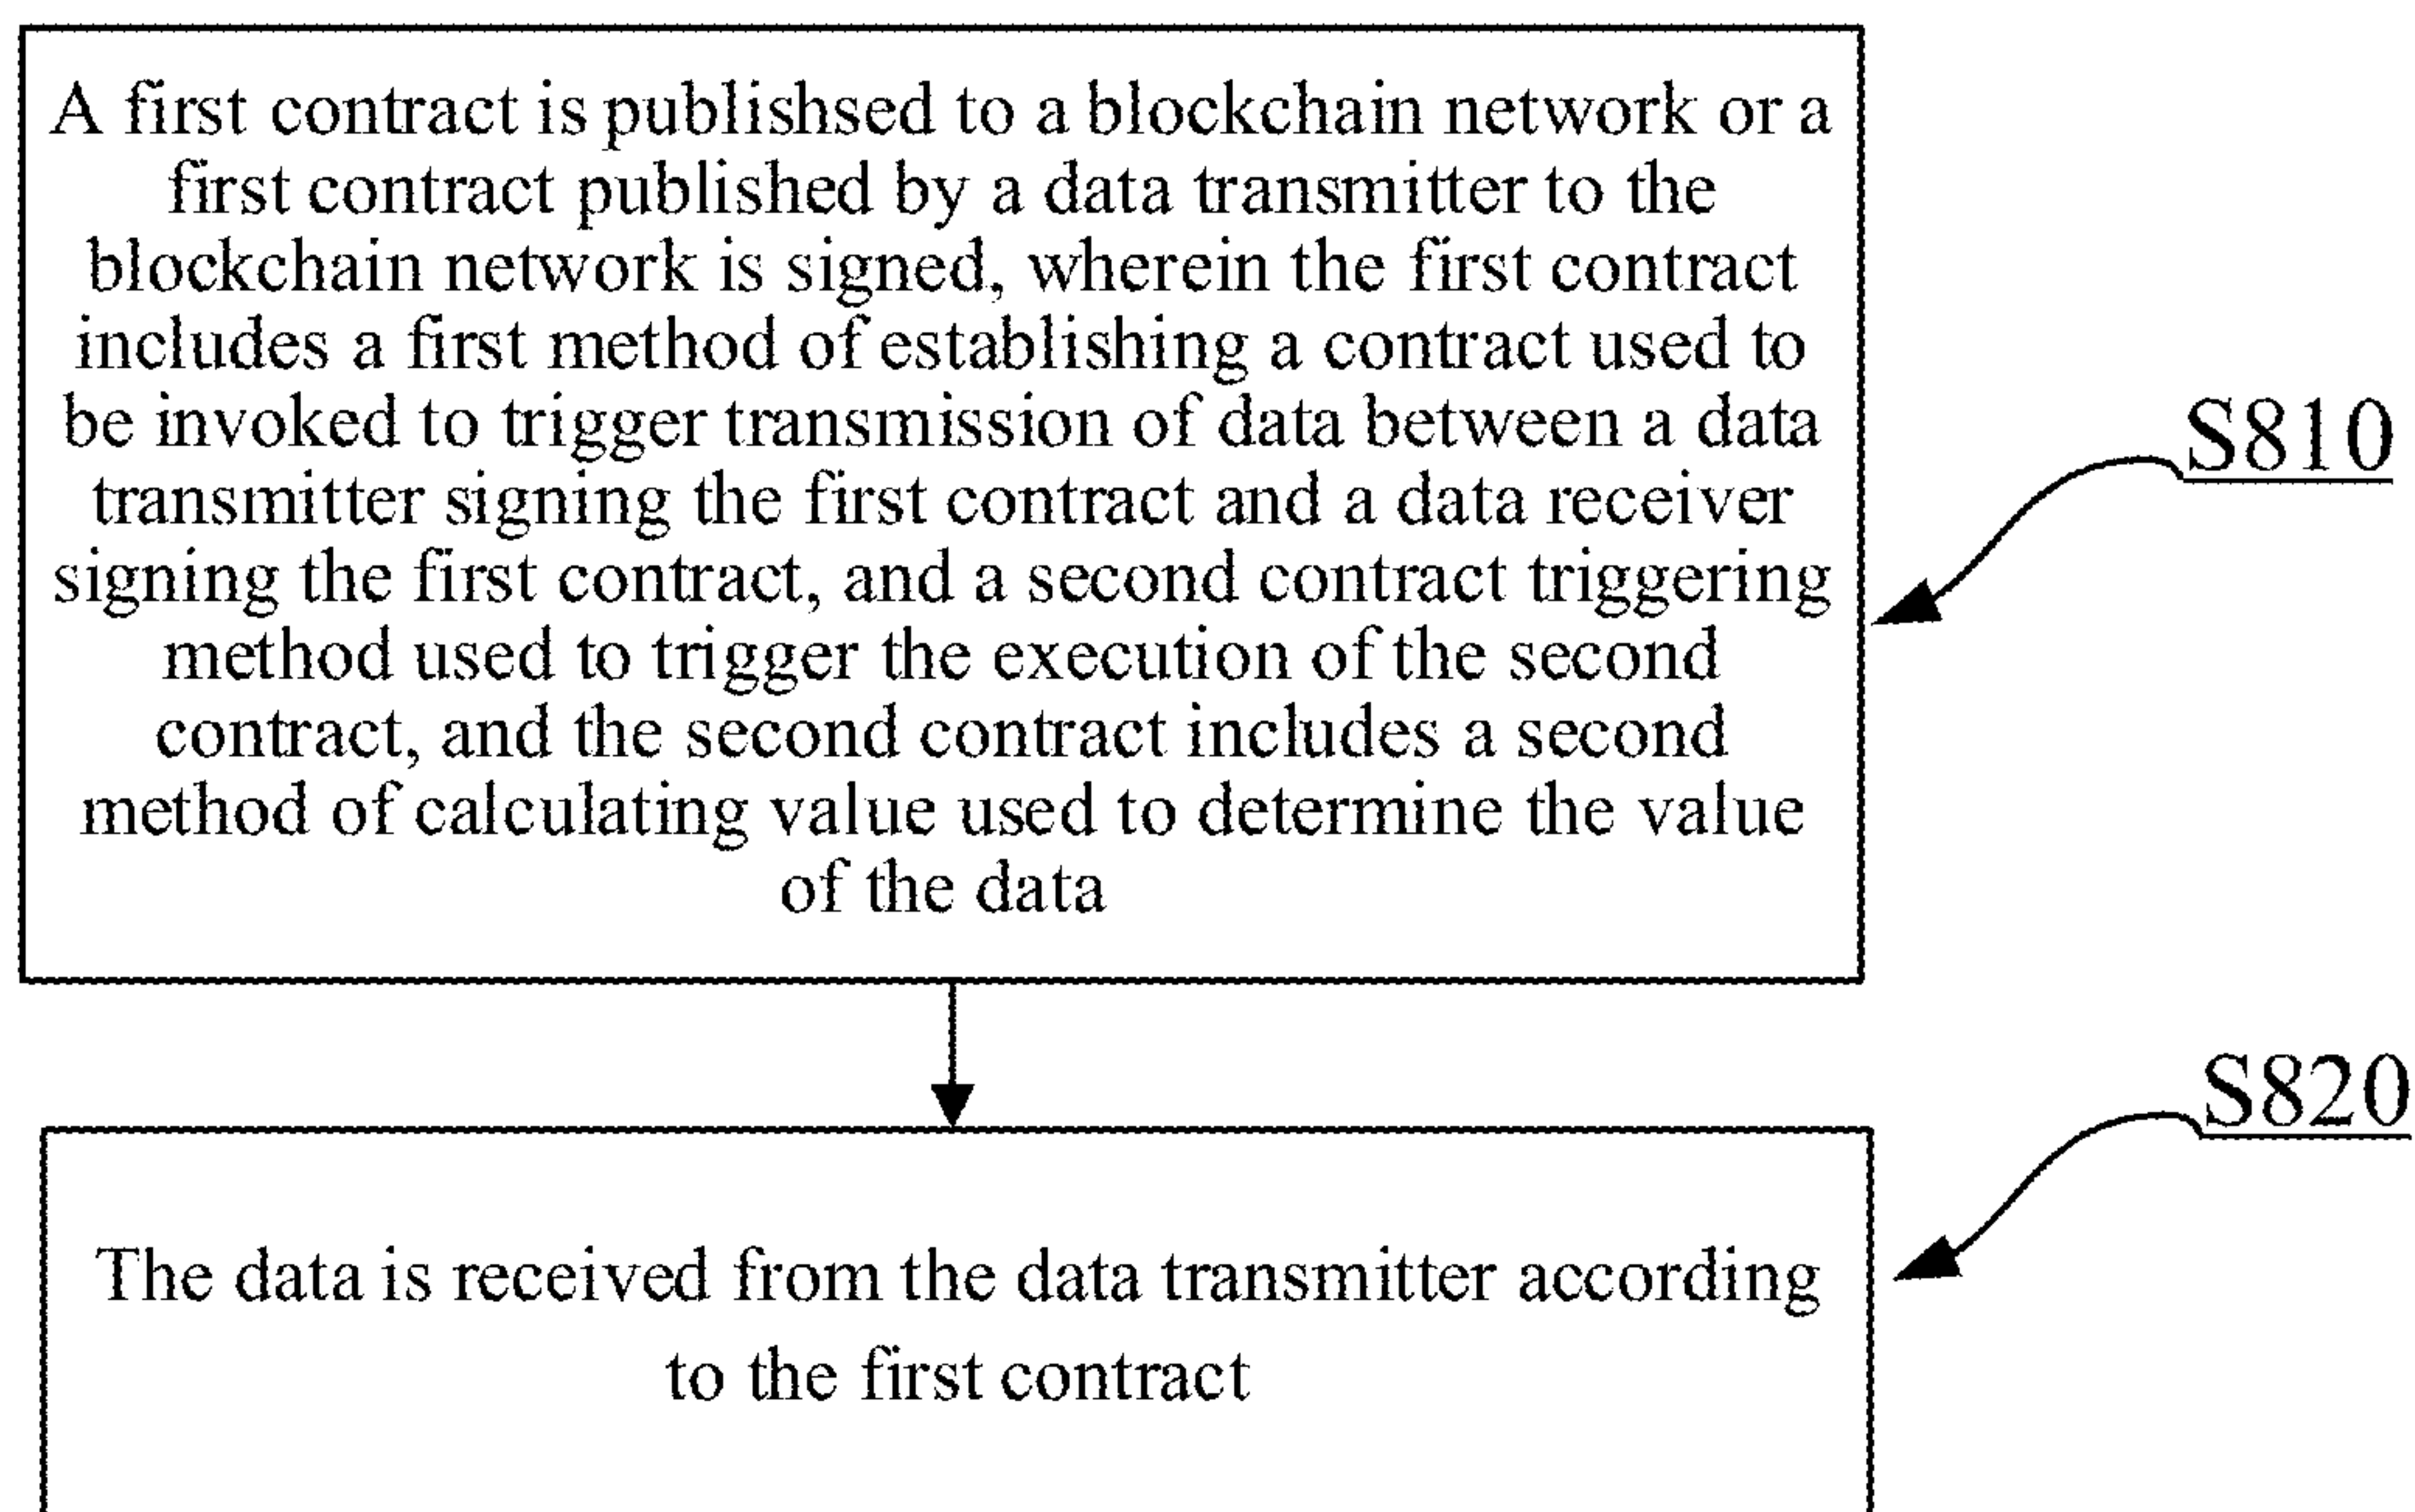 A first contract is publishsed to a blockchain network or a
first contract published by a data transmitter to the
blockchain network is signed, wherein the first contract
includes a first method of establishing a contract used to
be invoked to trigger transmission of data between a data
transmitter signing the first contract and a data receiver
signing the first contract, and a second contract triggering
method used to trigger the execution of the second
contract, and the second contract includes a second
method of calculating value used to determine the value
of the data
S810
S820
The data is received from the data transmitter according
to the first contract